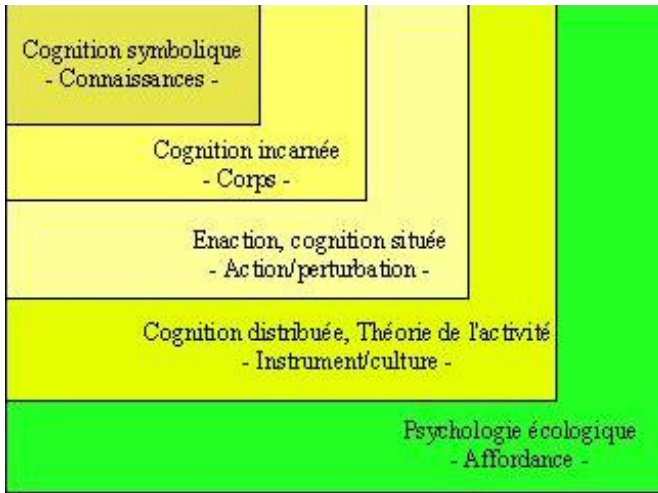 Cognition symbolique
- Connaissances -
Cognition incarnée
- Corps -
Enaction, cognition située
- Action/perturbation -
Cognition distribuée, Théorie de l'activité
- Instrument/culture -
Psychologie écologique
- Affordance -